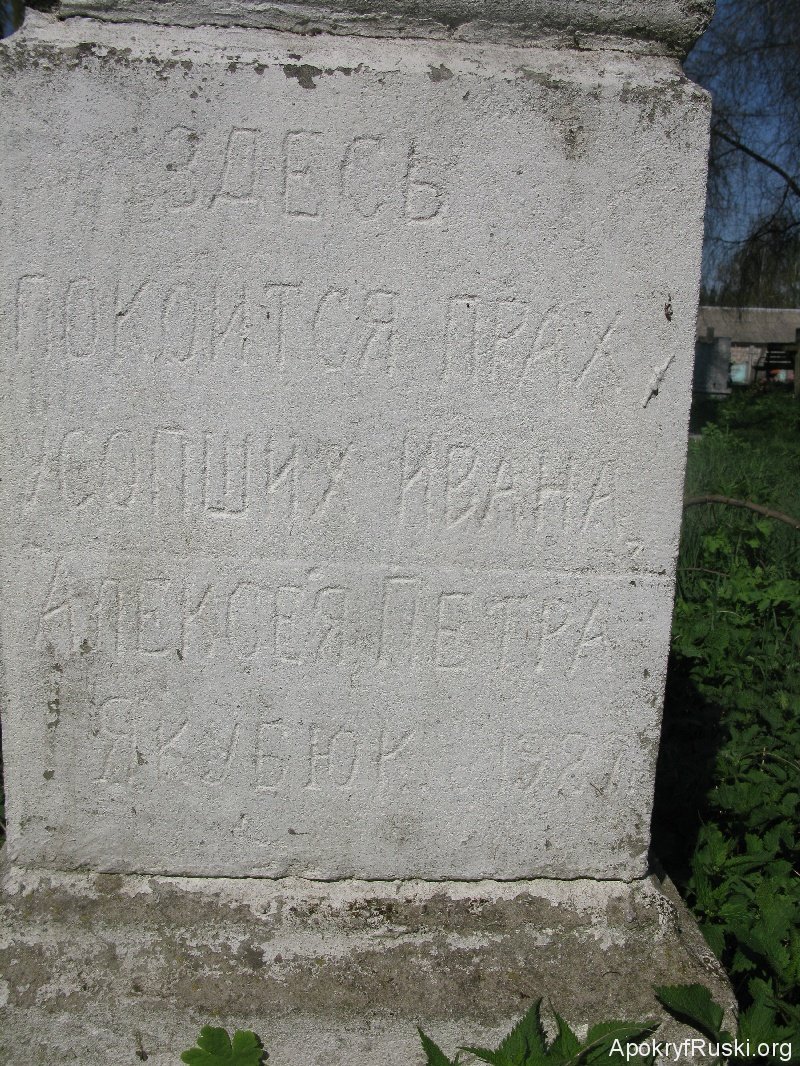 ЗДЕСЬ
ПОКОИТСЯ ПРАХ
УСОПШИХ ИВАНА,
АЛЕКСЕЯ, ПЕТРА
ЯКУБЮК.
ApokryfRuski.org